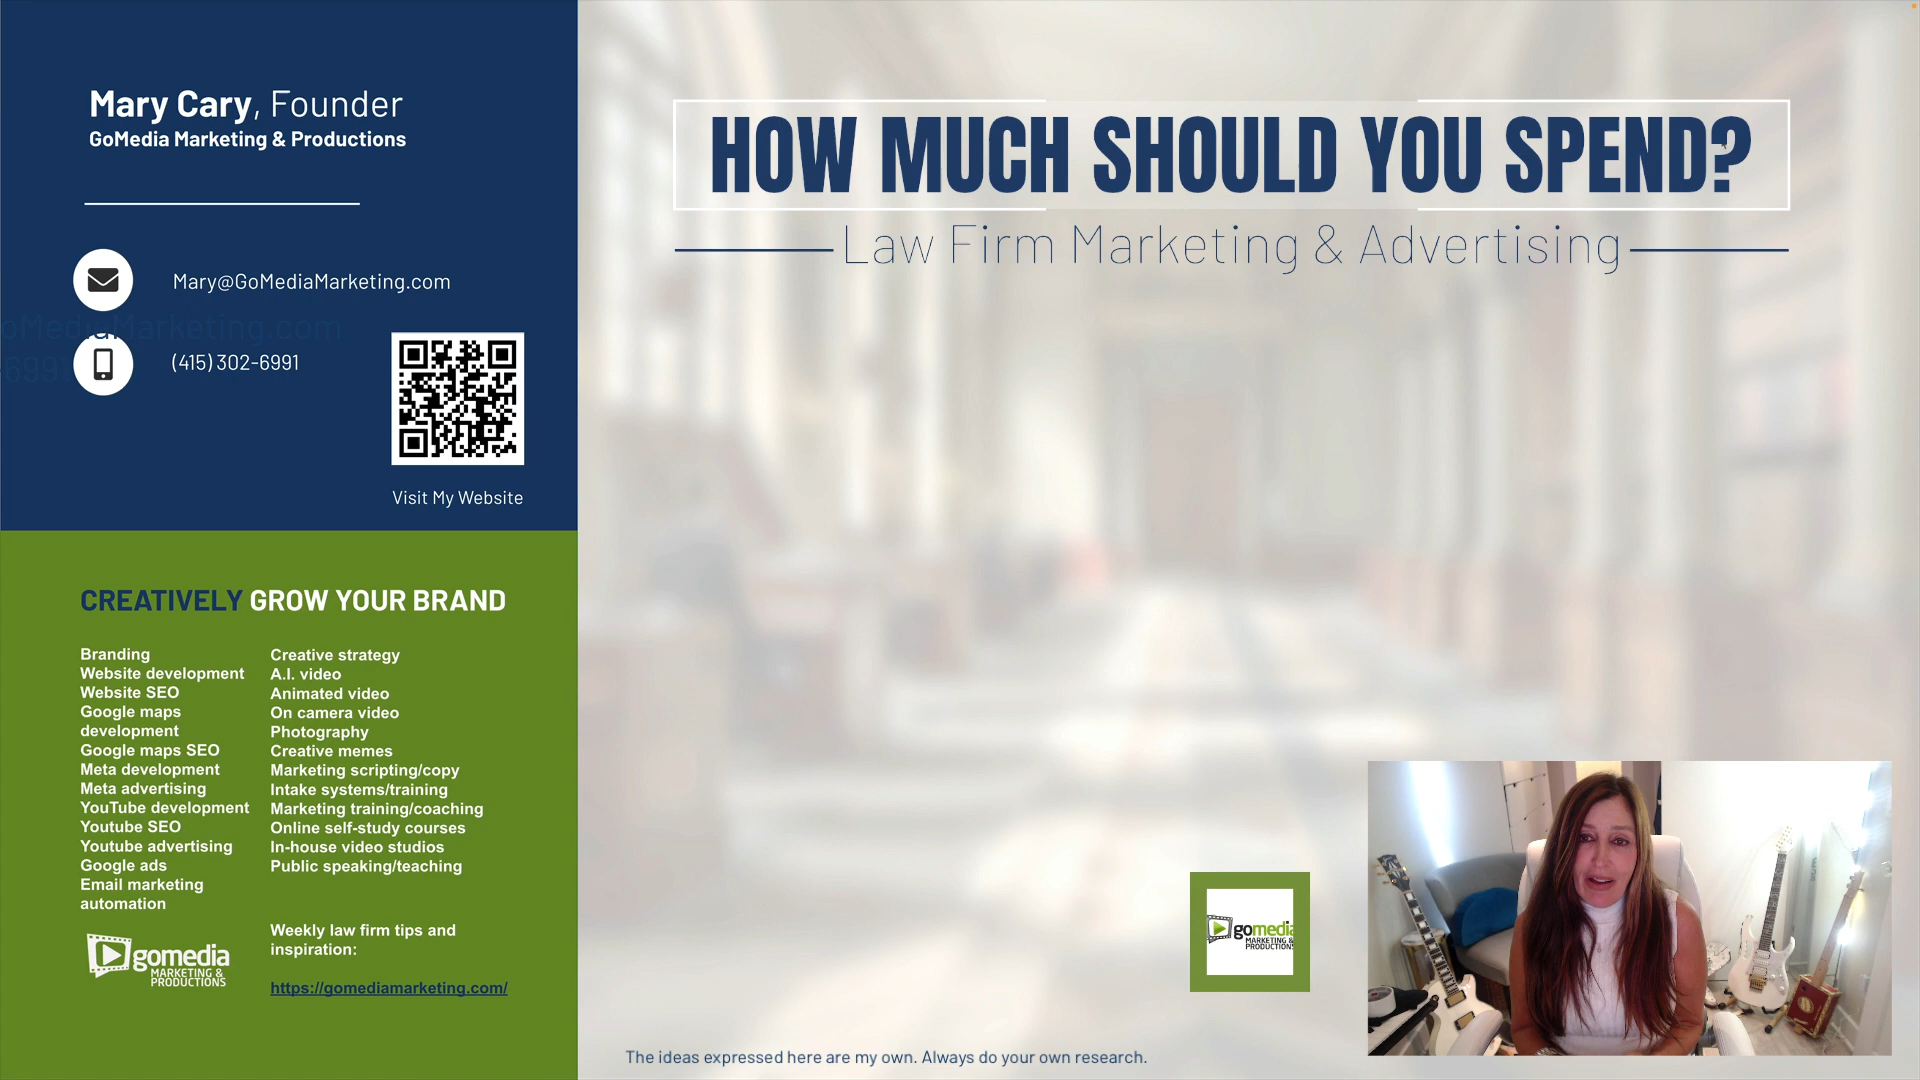 Mary Cary, Founder
GoMedia Marketing & Productions
Mary@GoMediaMarketing.com
oMediaMarketing.com
(415) 302-6991
6991
Visit My Website
CREATIVELY GROW YOUR BRAND
Branding
Website development
Website SEO
Google maps
development
Google maps SEO
Meta development
Meta advertising
YouTube development
Youtube SEO
Youtube advertising
Google ads
Email marketing
automation
Creative strategy
A.I. video
Animated video
On camera video
Photography
Creative memes
Marketing scripting/copy
Intake systems/training
Marketing training/coaching
Online self-study courses
In-house video studios
Public speaking/teaching
Weekly law firm tips and
inspiration:
https://gomediamarketing.com/
gomedia
MARKETING &
PRODUCTIONS
HOW MUCH SHOULD YOU SPEND?
Law Firm Marketing & Advertising
gomedia
MARKETING &
PRODUCTIONS
The ideas expressed here are my own. Always do your own research.